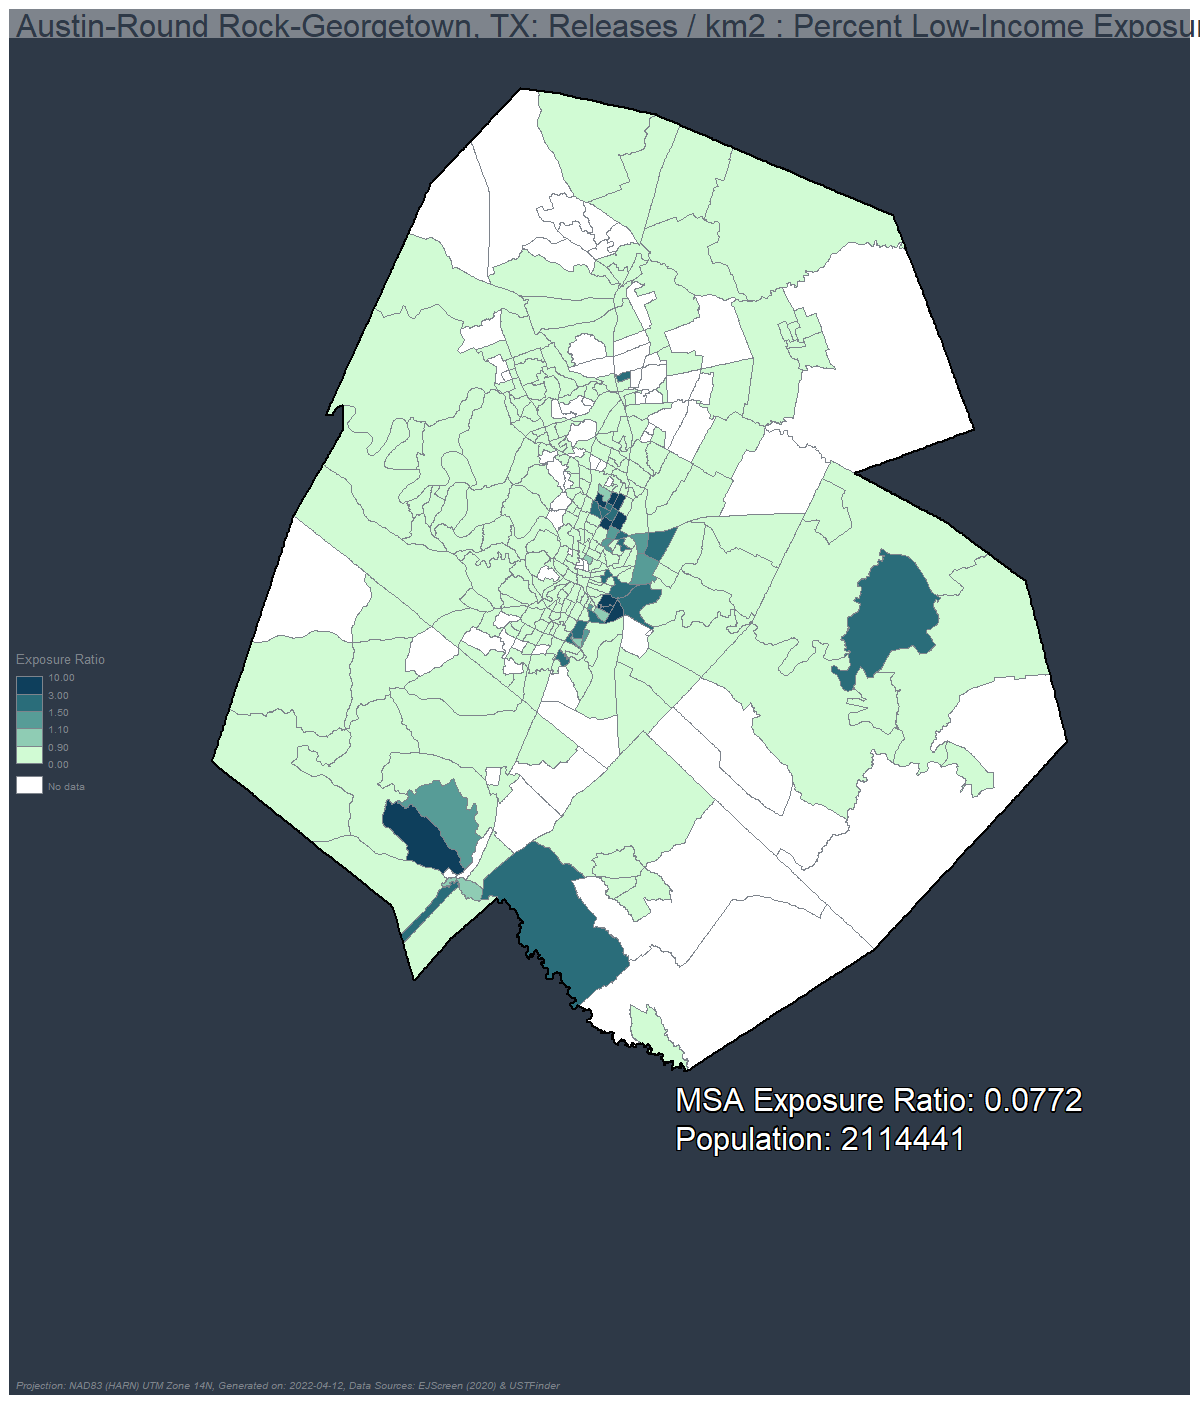 Austin-Round Rock-Georgetown, TX: Releases / km2 : Percent Low-Income Exposu
Exposure Ratio
10.00
3.00
1.50
1.10
0.90
0.00
No data
MSA Exposure Ratio: 0.0772
Population: 2114441
Projection: NAD83 (HARN) UTM Zone 14N, Generated on: 2022-04-12, Data Sources: EJScreen (2020) & USTFinder